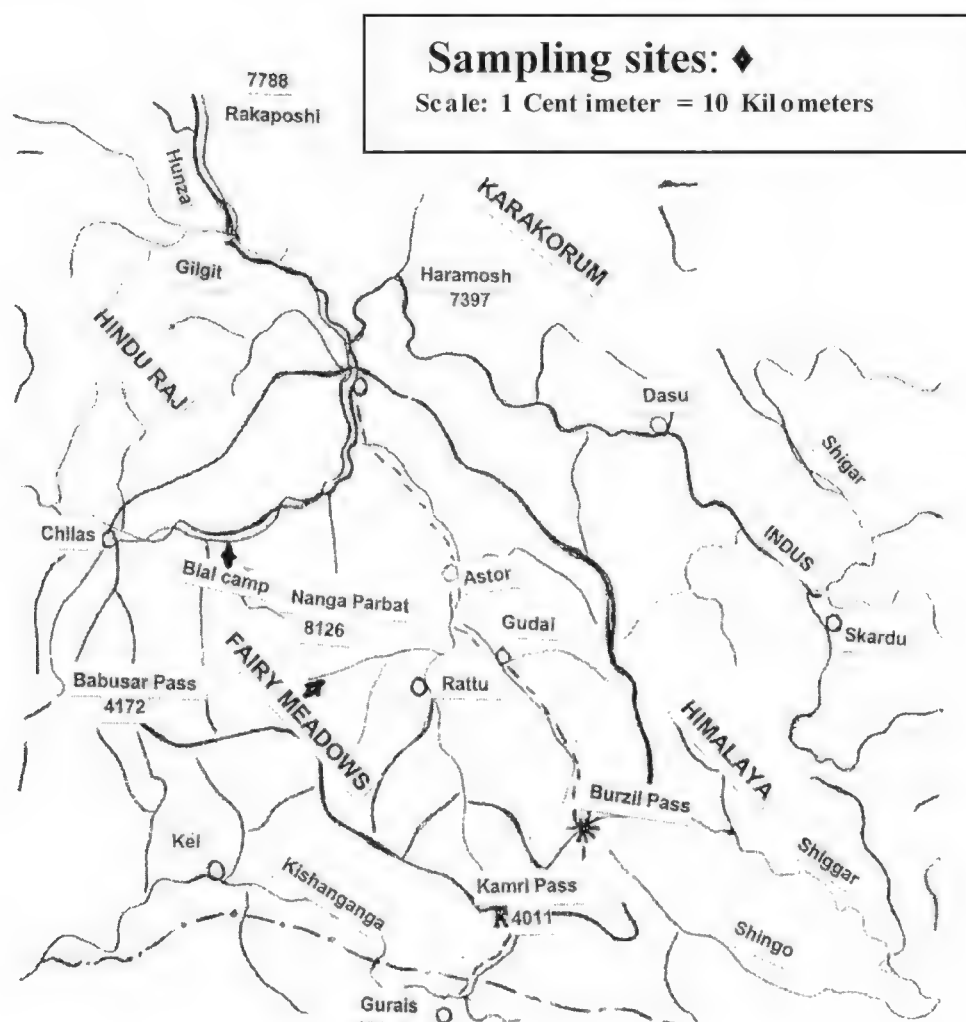 Sampling sites: ♦
Scale: 1 Cent imeter = 10 Kilometers
7788
Rakaposhi
Hunza
KARAKORUM
Gilgit
Haramosh
7397
HINDU RAJ
Dasu
Shigar
Chilas
INDUS
Bial camp
Astor
Nanga Parbat
8126
Gudai
Skardu
FAIRY MEADOWS
Babusar Pass
4172
Rattu
HIMALAYA
Burzil Pass
Kel
Kishanganga
Kamri Pass
4011
Shiggar
Shingo
Gurais